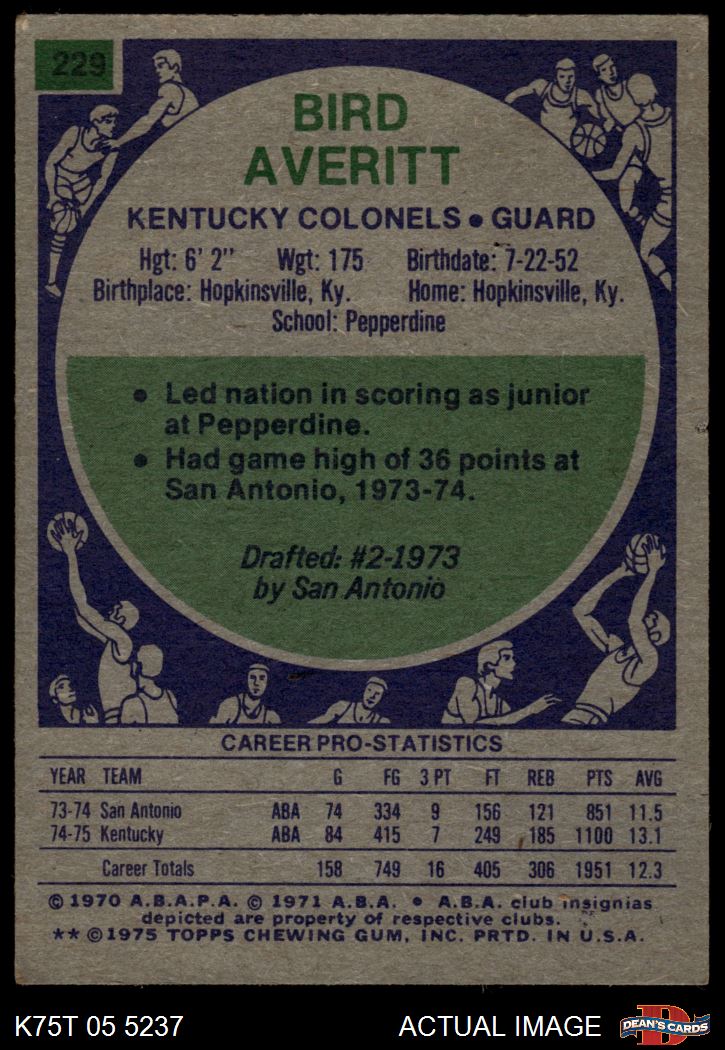 229
BIRD
AVERITT
KENTUCKY COLONELS • GUARD
Hgt: 6' 2" Wgt: 175 Birthdate: 7-22-52
Birthplace: Hopkinsville, Ky. Home: Hopkinsville, Ky.
School: Pepperdine
• Led nation in scoring as junior
at Pepperdine.
• Had game high of 36 points at
San Antonio, 1973-74.
Drafted: #2-1973
by San Antonio
CAREER PRO-STATISTICS
YEAR TEAM G FG 3 PT FT REB PTS AVG
73-74 San Antonio ABA 74 334 9 156 121 851 11.5
74-75 Kentucky ABA 84 415 7 249 185 1100 13.1
Career Totals 158 749 16 405 306 1951 12.3
© 1970 A.B.A.P.A. © 1971 A.B.A. • A.B.A. club insignias
depicted are property of respective clubs.
** © 1975 TOPPS CHEWING GUM, INC. PRTD. IN U.S.A.
K75T 05 5237 ACTUAL IMAGE D DEAN'S CARDS